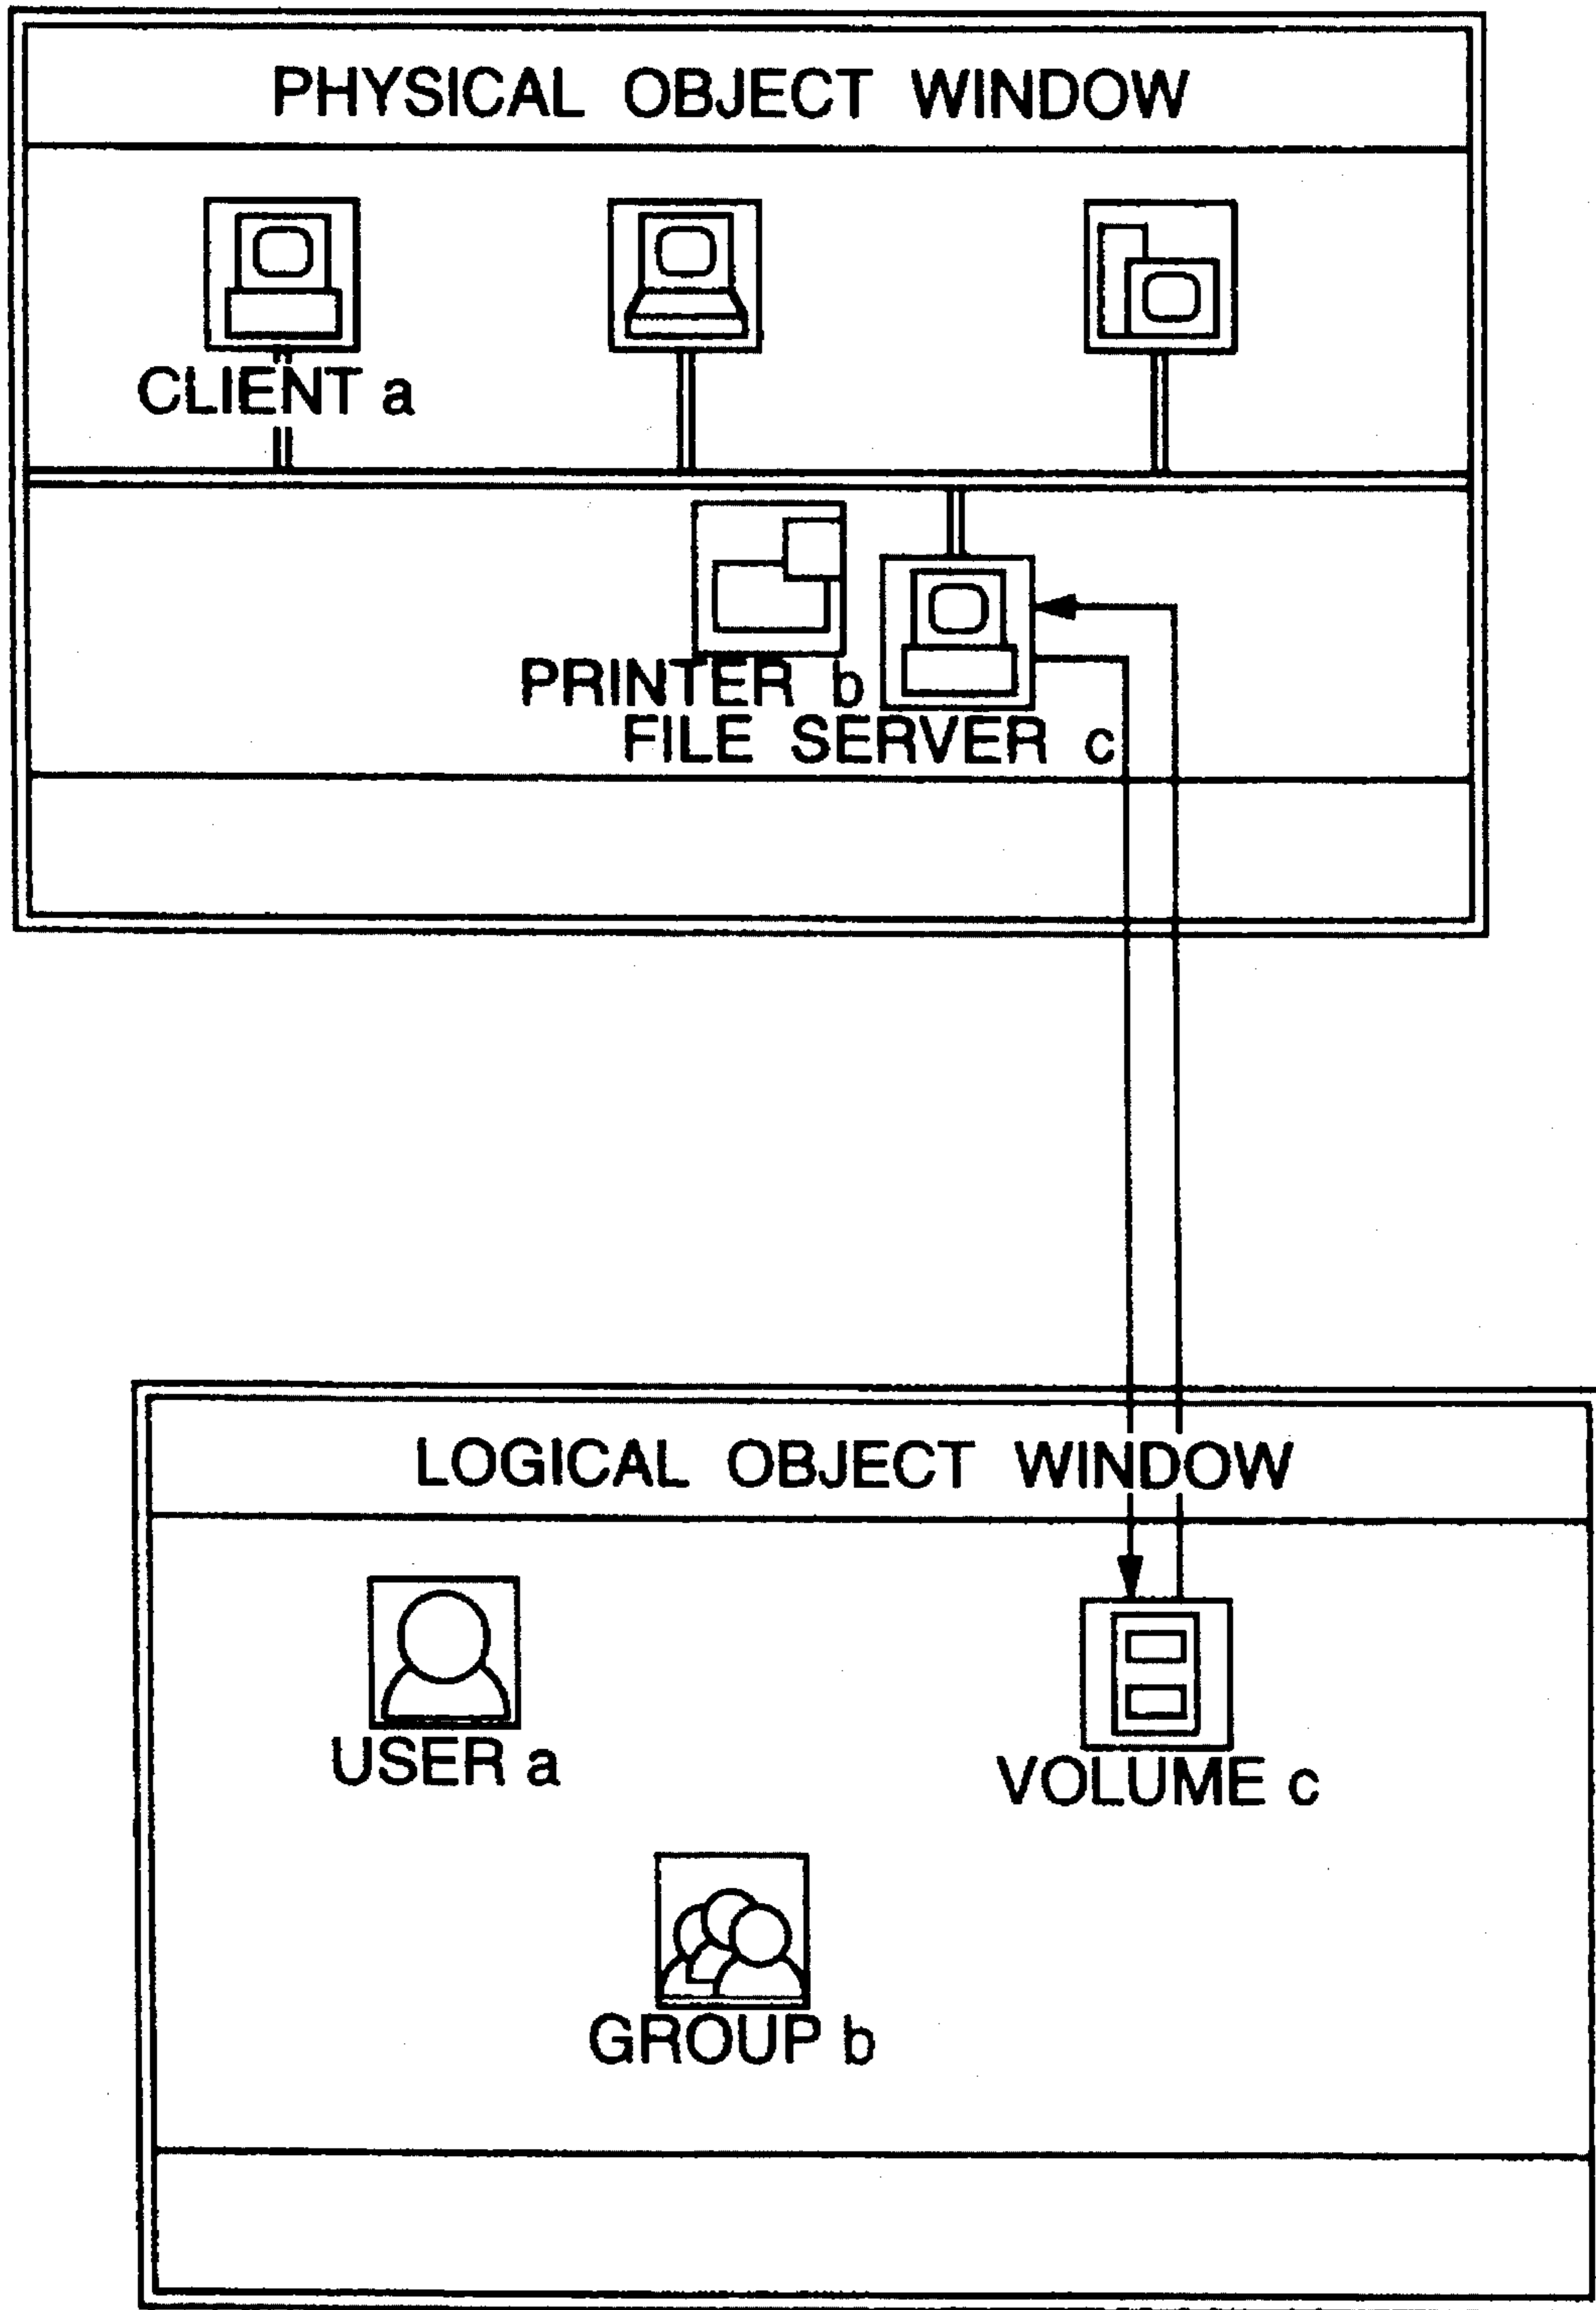 PHYSICAL OBJECT WINDOW
CLIENT a
PRINTER b
FILE SERVER c
LOGICAL OBJECT WINDOW
USER a
VOLUME c
GROUP b